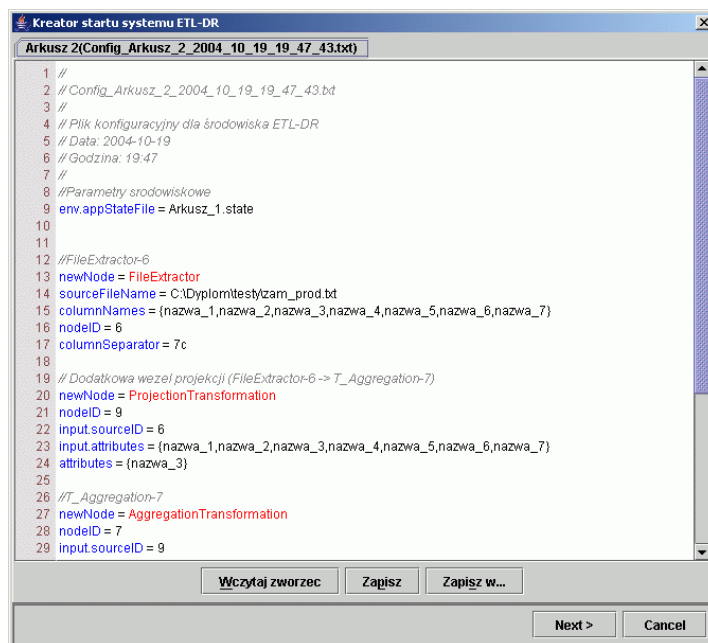 Kreator startu systemu ETL-DR
Arkusz 2(Config_Arkusz_2_2004_10_19_19_47_43.txt)
1 //
2 // Config_Arkusz_2_2004_10_19_19_47_43.txt
3 //
4 // Plik konfiguracyjny dla środowiska ETL-DR
5 // Data: 2004-10-19
6 // Godzina: 19:47
7 //
8 //Parametry srodowiskowe
9 env.appStateFile = Arkusz_1.state
10
11
12 //FileExtractor-6
13 newNode = FileExtractor
14 sourceFileName = C:\Dyplom\testy\zam_prod.txt
15 columnNames = {nazwa_1,nazwa_2,nazwa_3,nazwa_4,nazwa_5,nazwa_6,nazwa_7}
16 nodeID = 6
17 columnSeparator = 7c
18
19 // Dodatkowa wezel projekcji (FileExtractor-6 -> T_Aggregation-7)
20 newNode = ProjectionTransformation
21 nodeID = 9
22 input.sourceID = 6
23 input.attributes = {nazwa_1,nazwa_2,nazwa_3,nazwa_4,nazwa_5,nazwa_6,nazwa_7}
24 attributes = {nazwa_3}
25
26 //T_Aggregation-7
27 newNode = AggregationTransformation
28 nodeID = 7
29 input.sourceID = 9
Wczytaj zworzec Zapisz Zapisz w...
Next > Cancel